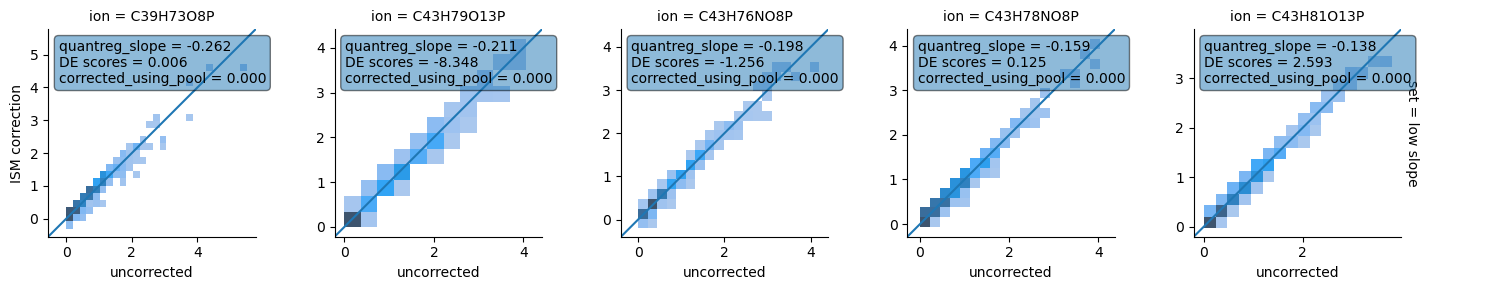 ion = C39H73O8P
ion = C43H79O13P
ion = C43H76NO8P
ion = C43H78NO8P
ion = C43H81O13P
quantreg_slope = -0.262
DE scores = 0.006
corrected_using_pool = 0.000
quantreg_slope = -0.211
DE scores = -8.348
corrected_using_pool = 0.000
quantreg_slope = -0.198
DE scores = -1.256
corrected_using_pool = 0.000
quantreg_slope = -0.159
DE scores = 0.125
corrected_using_pool = 0.000
quantreg_slope = -0.138
DE scores = 2.593
corrected_using_pool = 0.000
ISM correction
5
4
3
2
1
0
4
3
2
1
0
4
3
2
1
0
4
3
2
1
0
3
2
1
0
set = low slope
0 2 4
0 2 4
0 2 4
0 2 4
0 2
uncorrected
uncorrected
uncorrected
uncorrected
uncorrected